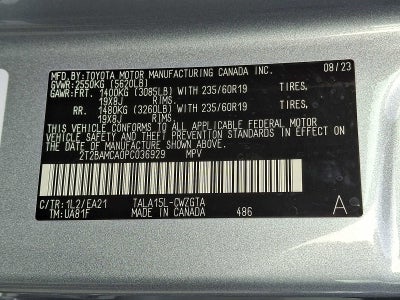 MFD.BY:TOYOTA MOTOR MANUFACTURING CANADA INC. 08/23
GVWR:2550KG (5620LB)
GAWR:FRT. 1400KG (3085LB) WITH 235/60R19 TIRES,
19X8J RIMS.
RR. 1480KG (3260LB) WITH 235/60R19 TIRES,
19X8J RIMS.
THIS VEHICLE CONFORMS TO ALL APPLICABLE FEDERAL MOTOR
VEHICLE SAFETY AND THEFT PREVENTION STANDARDS IN EFFECT
ON THE DATE OF MANUFACTURE SHOWN ABOVE.
2T2BAMCA0PC036929 MPV
C/TR:1L2/EA21 TALA15L-CWZGTA A
TM:UA81F MADE IN CANADA 486